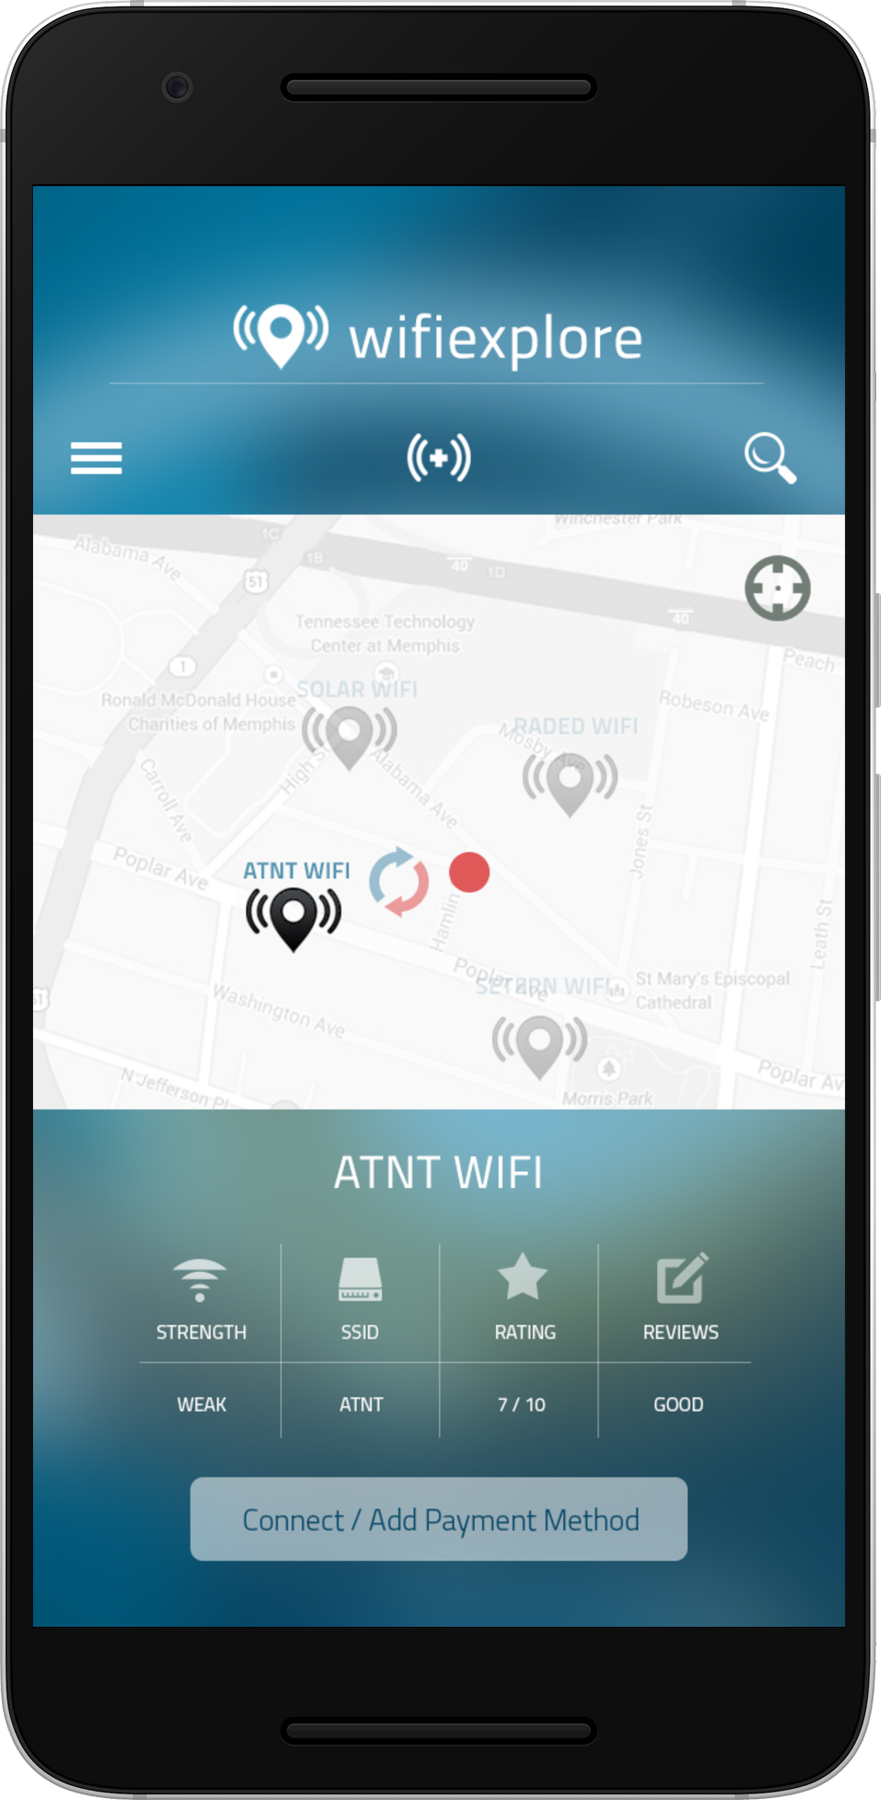 wifiexplore
Winchester Park
1C
Alabama Ave
1B
40
1D
51
40
Tennessee Technology
Center at Memphis
Peach
1
SOLAR WIFI
Ronald McDonald House
Charities of Memphis
Robeson Ave
RADED WIFI
Mosby Ave
High S
Alabama Ave
Carroll Ave
Jones St
Poplar Ave
ATNT WIFI
Hamlin
Leath St
Poplar Ave
SETERN WIFI
St Mary's Episcopal
Cathedral
51
Washington Ave
N Jefferson Pl
Morris Park
Poplar Av
ATNT WIFI
STRENGTH SSID RATING REVIEWS
WEAK ATNT 7 / 10 GOOD
Connect / Add Payment Method